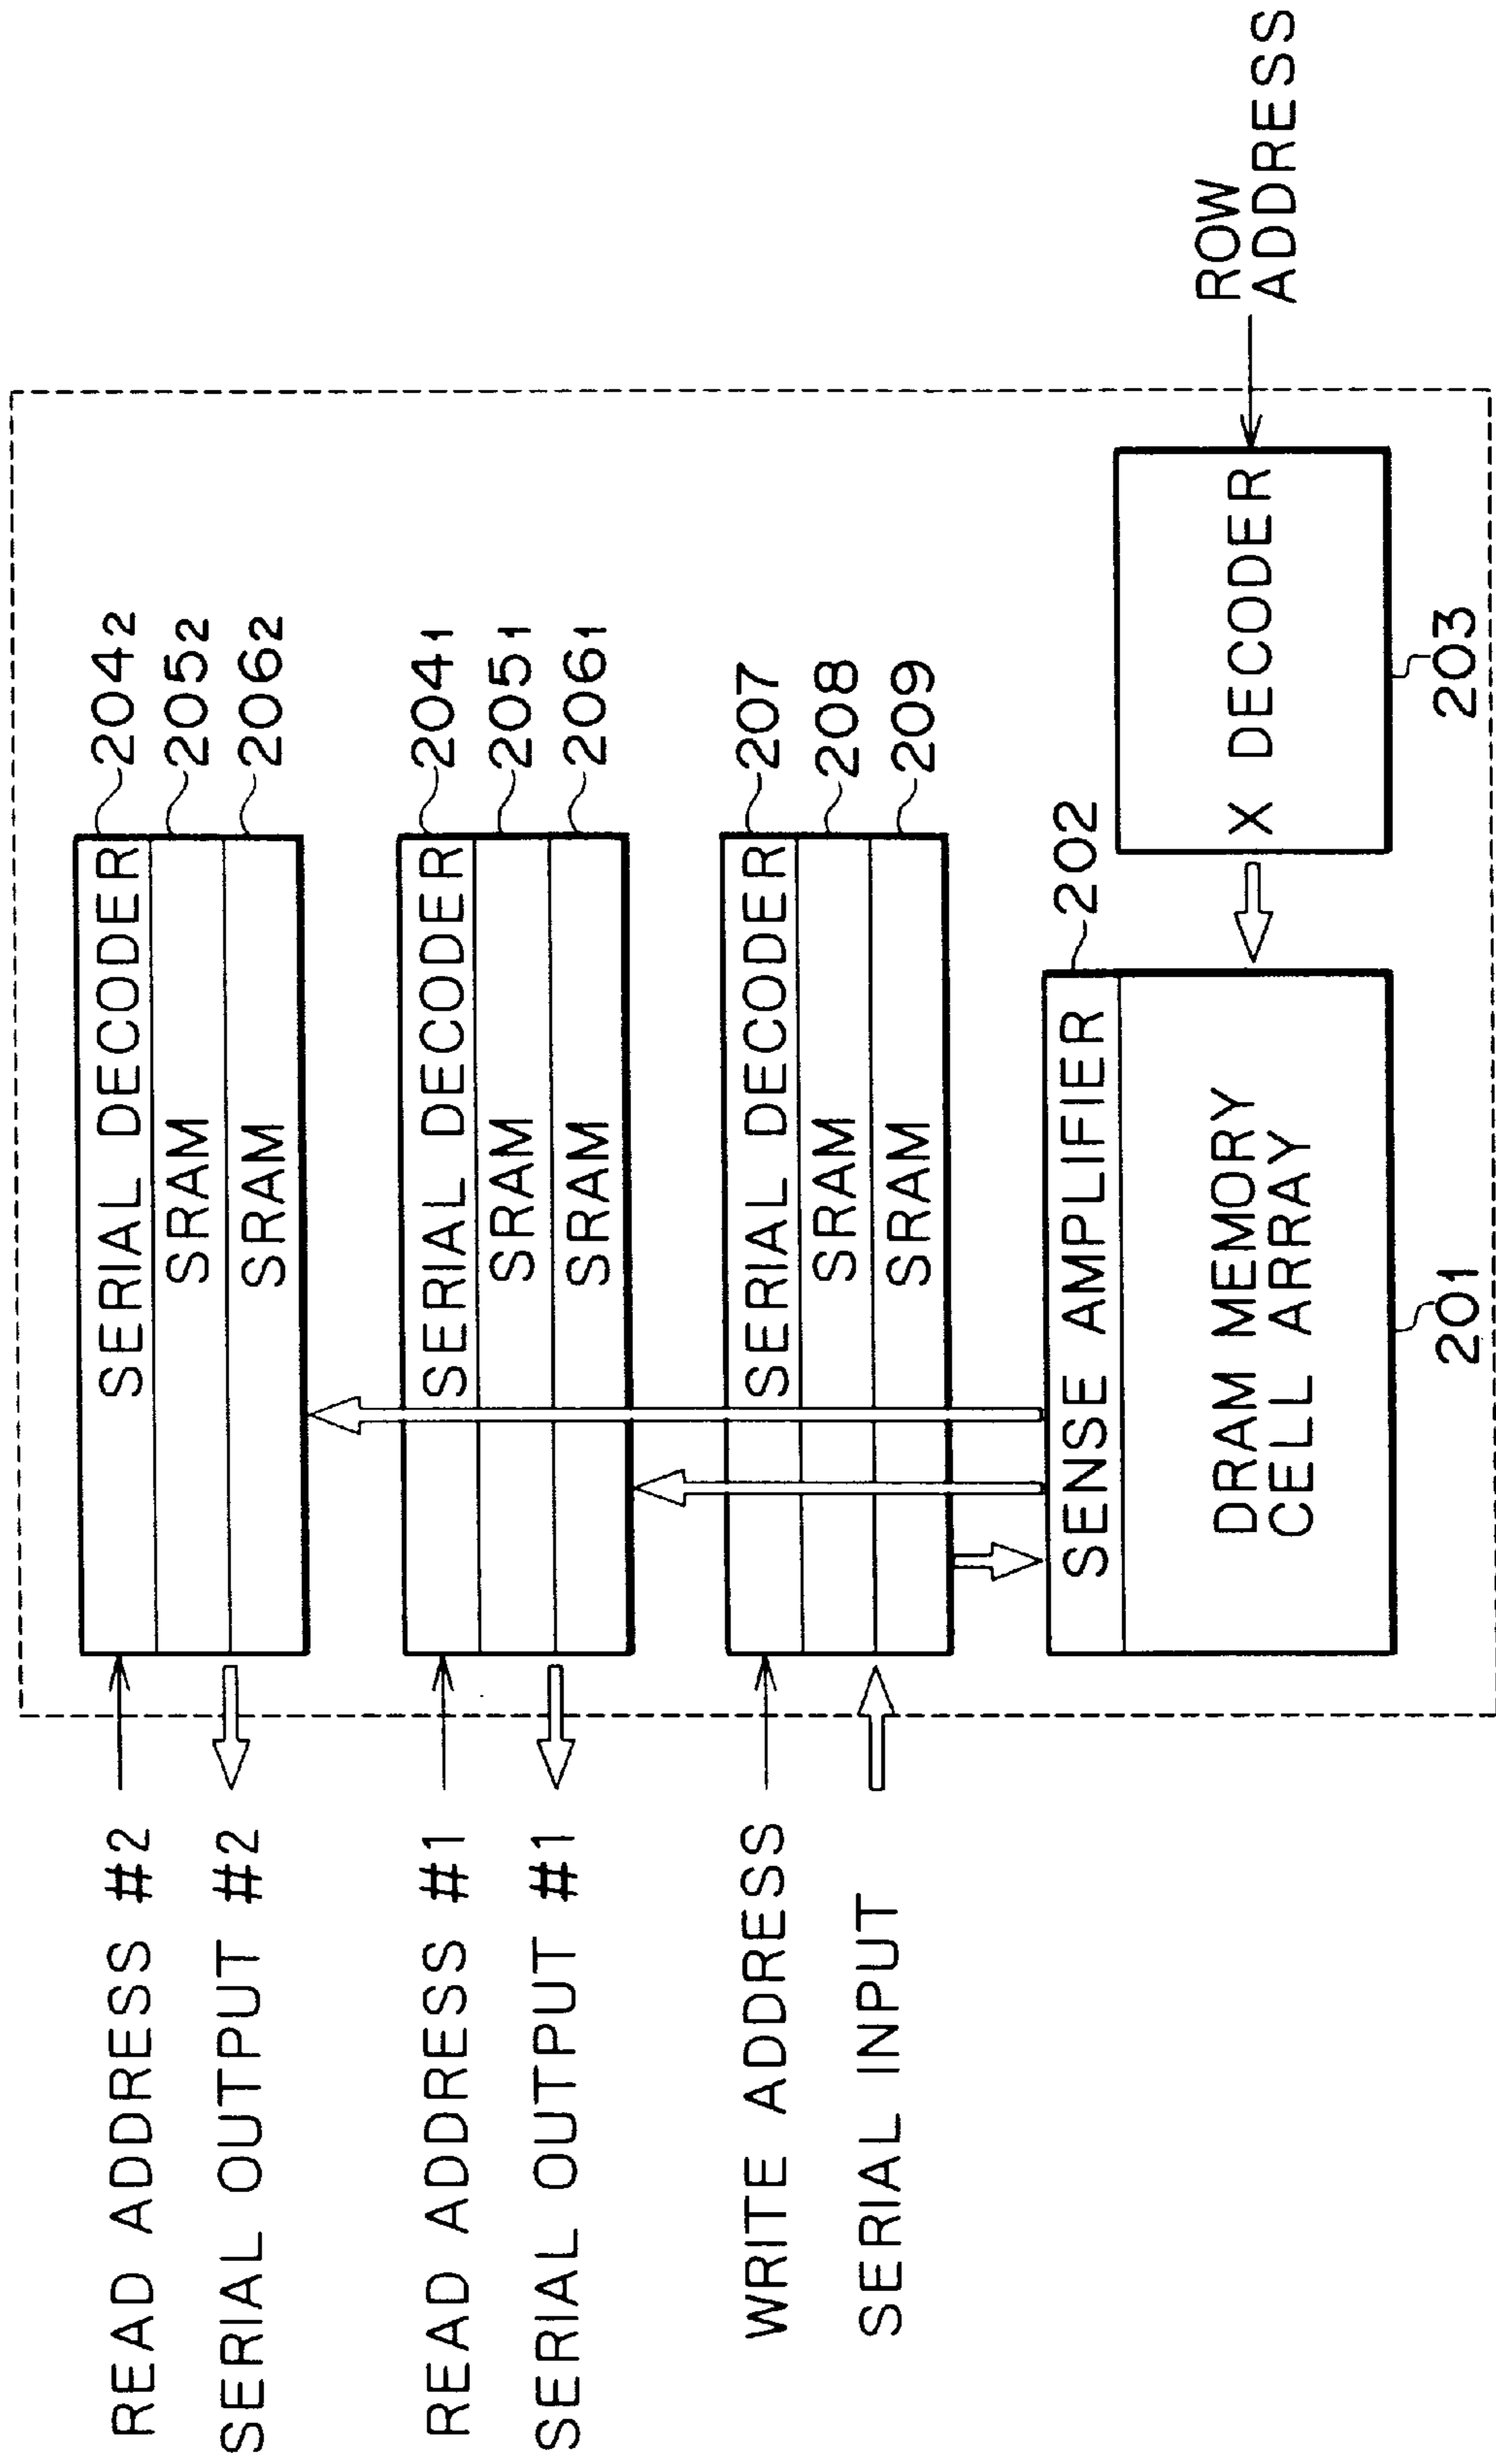 READ ADDRESS #2
SERIAL OUTPUT #2
SERIAL DECODER
SRAM
SRAM
204₂
205₂
206₂
READ ADDRESS #1
SERIAL OUTPUT #1
SERIAL DECODER
SRAM
SRAM
204₁
205₁
206₁
WRITE ADDRESS
SERIAL INPUT
SERIAL DECODER
SRAM
SRAM
207
208
209
SENSE AMPLIFIER
202
DRAM MEMORY
CELL ARRAY
201
X DECODER
203
ROW
ADDRESS